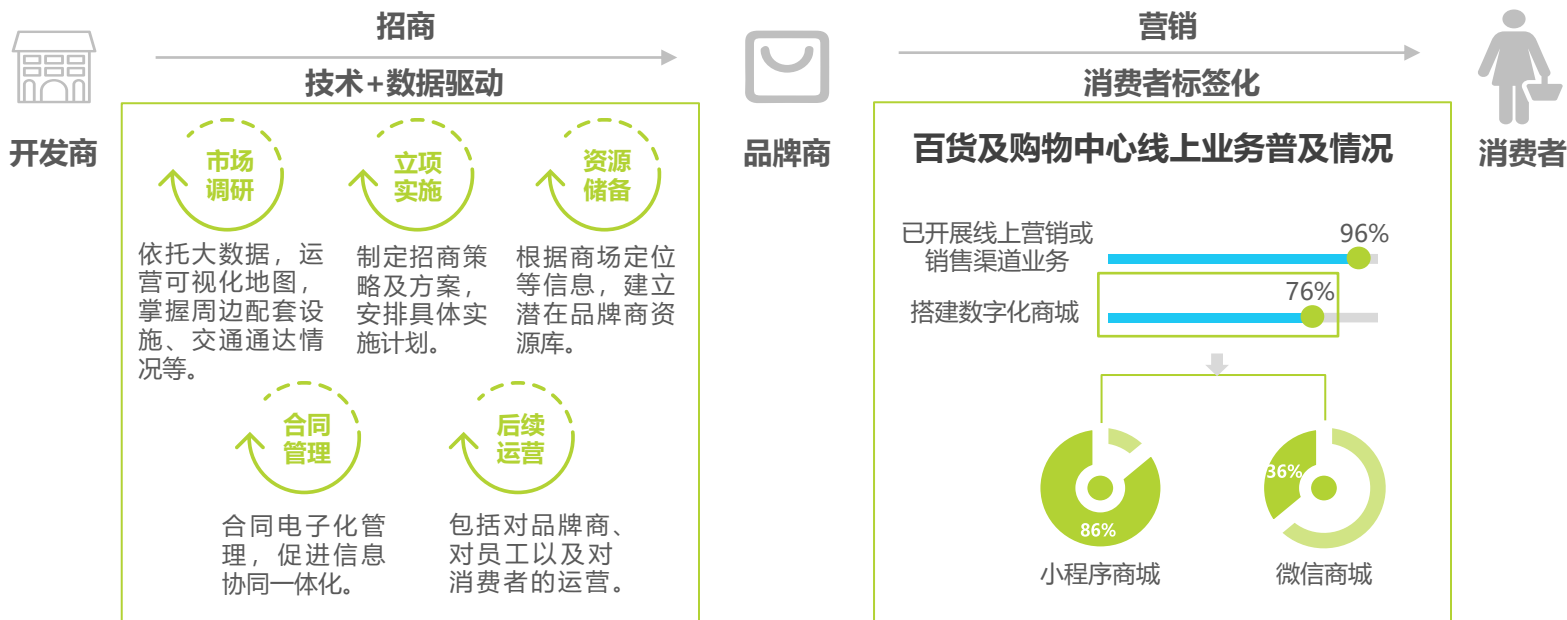 招商
技术+数据驱动
开发商
市场
调研
依托大数据，运
营可视化地图，
掌握周边配套设
施、交通通达情
况等。
立项
实施
制定招商策
略及方案，
安排具体实
施计划。
资源
储备
根据商场定位
等信息，建立
潜在品牌商资
源库。
合同
管理
合同电子化管
理，促进信息
协同一体化。
后续
运营
包括对品牌商、
对员工以及对
消费者的运营。
品牌商
营销
消费者标签化
消费者
百货及购物中心线上业务普及情况
已开展线上营销或
销售渠道业务
96%
搭建数字化商城
76%
86%
小程序商城
36%
微信商城